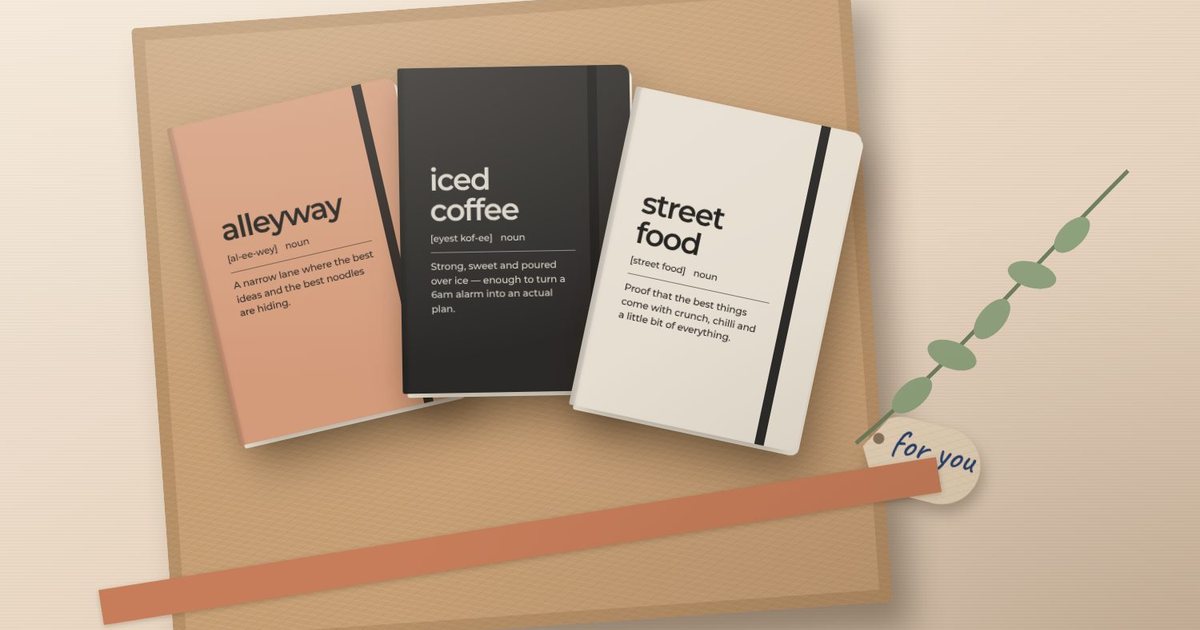 alleyway
[al-ee-wey] noun
A narrow lane where the best
ideas and the best noodles
are hiding.
iced
coffee
[eyest kof-ee] noun
Strong, sweet and poured
over ice — enough to turn a
6am alarm into an actual
plan.
street
food
[street food] noun
Proof that the best things
come with crunch, chilli and
a little bit of everything.
for you